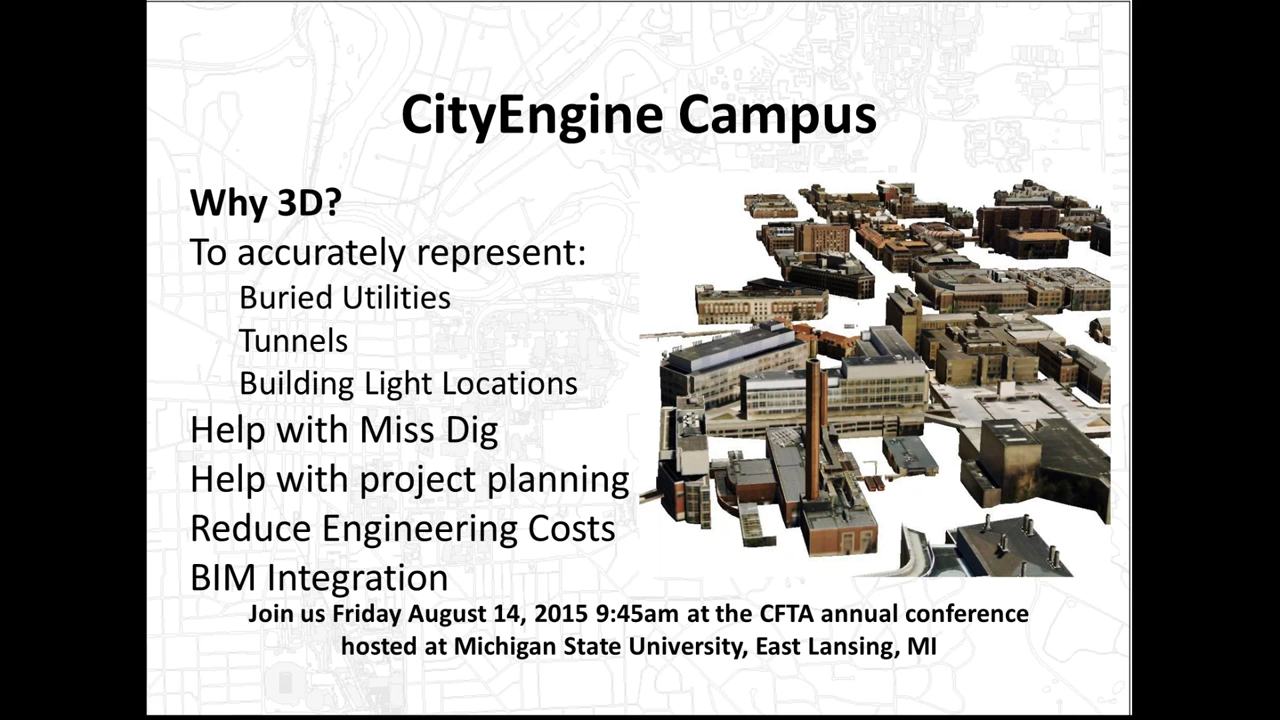 CityEngine Campus
Why 3D?
To accurately represent:
Buried Utilities
Tunnels
Building Light Locations
Help with Miss Dig
Help with project planning
Reduce Engineering Costs
BIM Integration
Join us Friday August 14, 2015 9:45am at the CFTA annual conference
hosted at Michigan State University, East Lansing, MI